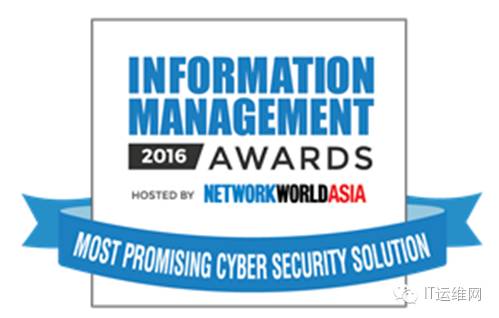 INFORMATION
MANAGEMENT
2016 AWARDS
HOSTED BY NETWORKWORLDASIA
MOST PROMISING CYBER SECURITY SOLUTION
IT运维网